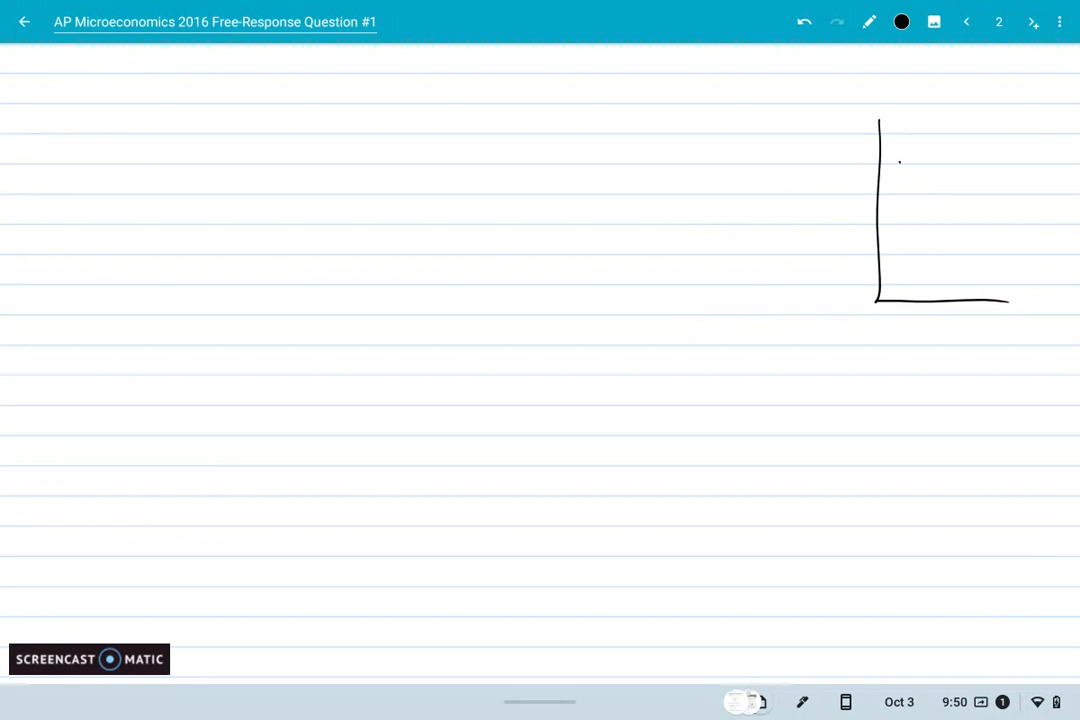 AP Microeconomics 2016 Free-Response Question #1
2
SCREENCAST MATIC
Oct 3
9:50
1